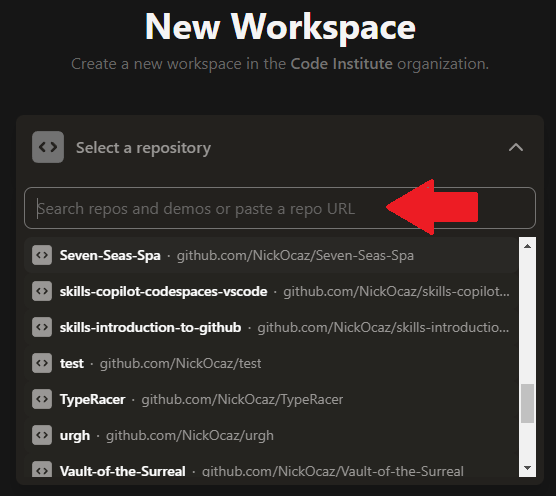 New Workspace
Create a new workspace in the Code Institute organization.
Select a repository
Search repos and demos or paste a repo URL
Seven-Seas-Spa · github.com/NickOcaz/Seven-Seas-Spa
skills-copilot-codespaces-vscode · github.com/NickOcaz/skills-copilot...
skills-introduction-to-github · github.com/NickOcaz/skills-introductio...
test · github.com/NickOcaz/test
TypeRacer · github.com/NickOcaz/TypeRacer
urgh · github.com/NickOcaz/urgh
Vault-of-the-Surreal · github.com/NickOcaz/Vault-of-the-Surreal